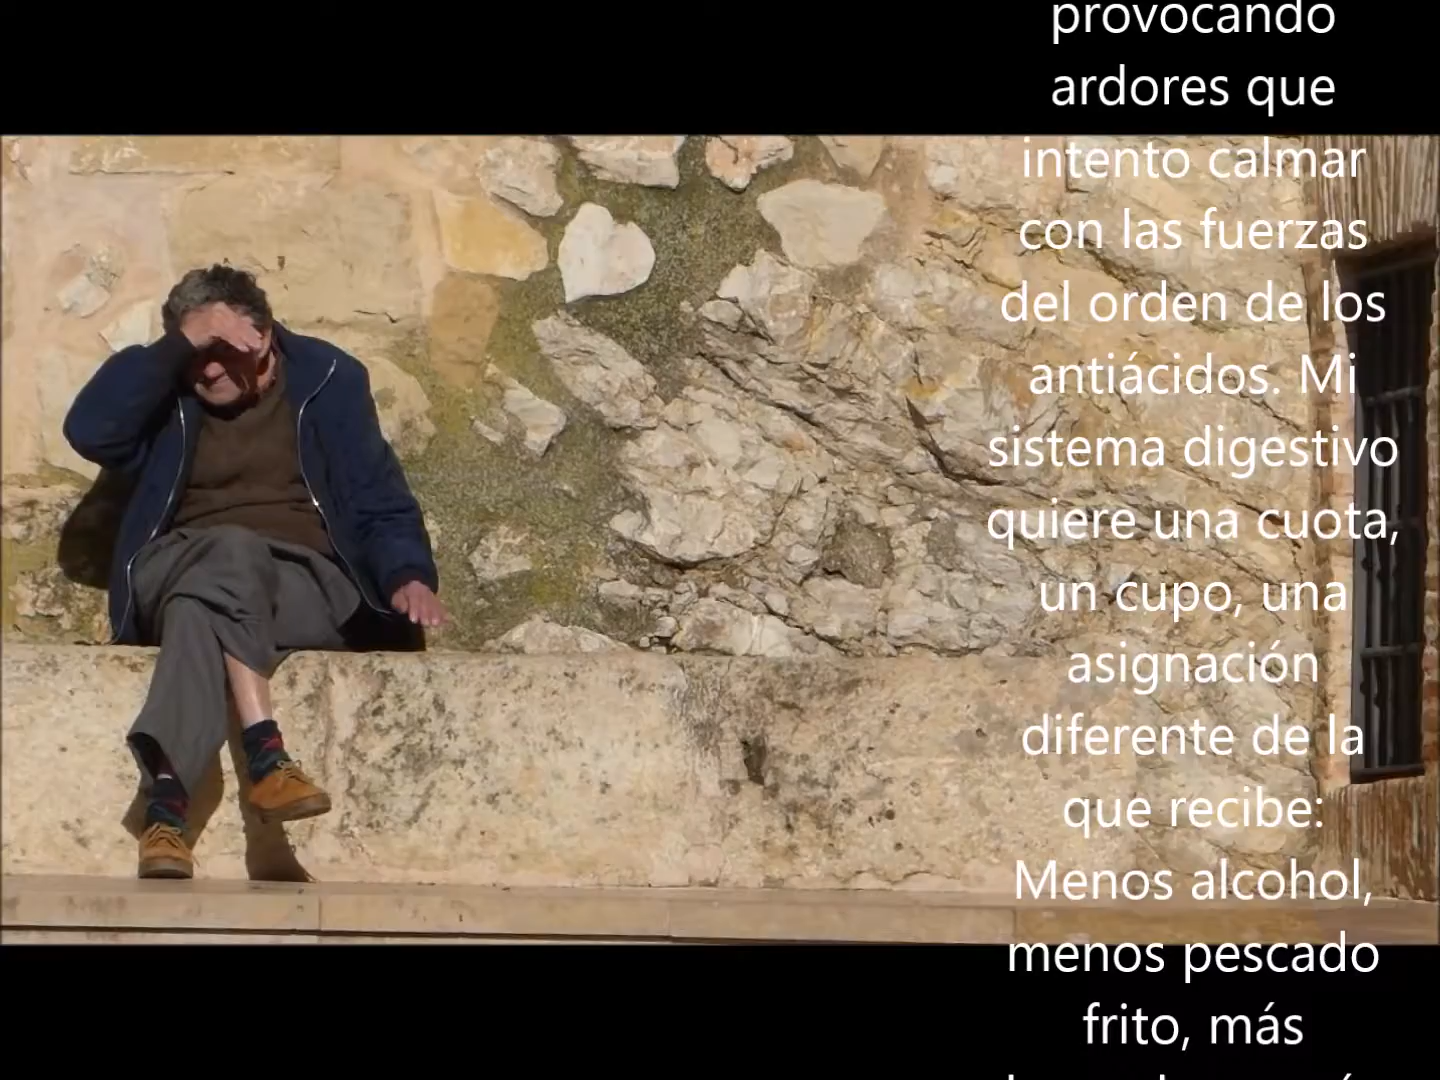 provocando
ardores que
intento calmar
con las fuerzas
del orden de los
antiácidos. Mi
sistema digestivo
quiere una cuota,
un cupo, una
asignación
diferente de la
que recibe:
Menos alcohol,
menos pescado
frito, más